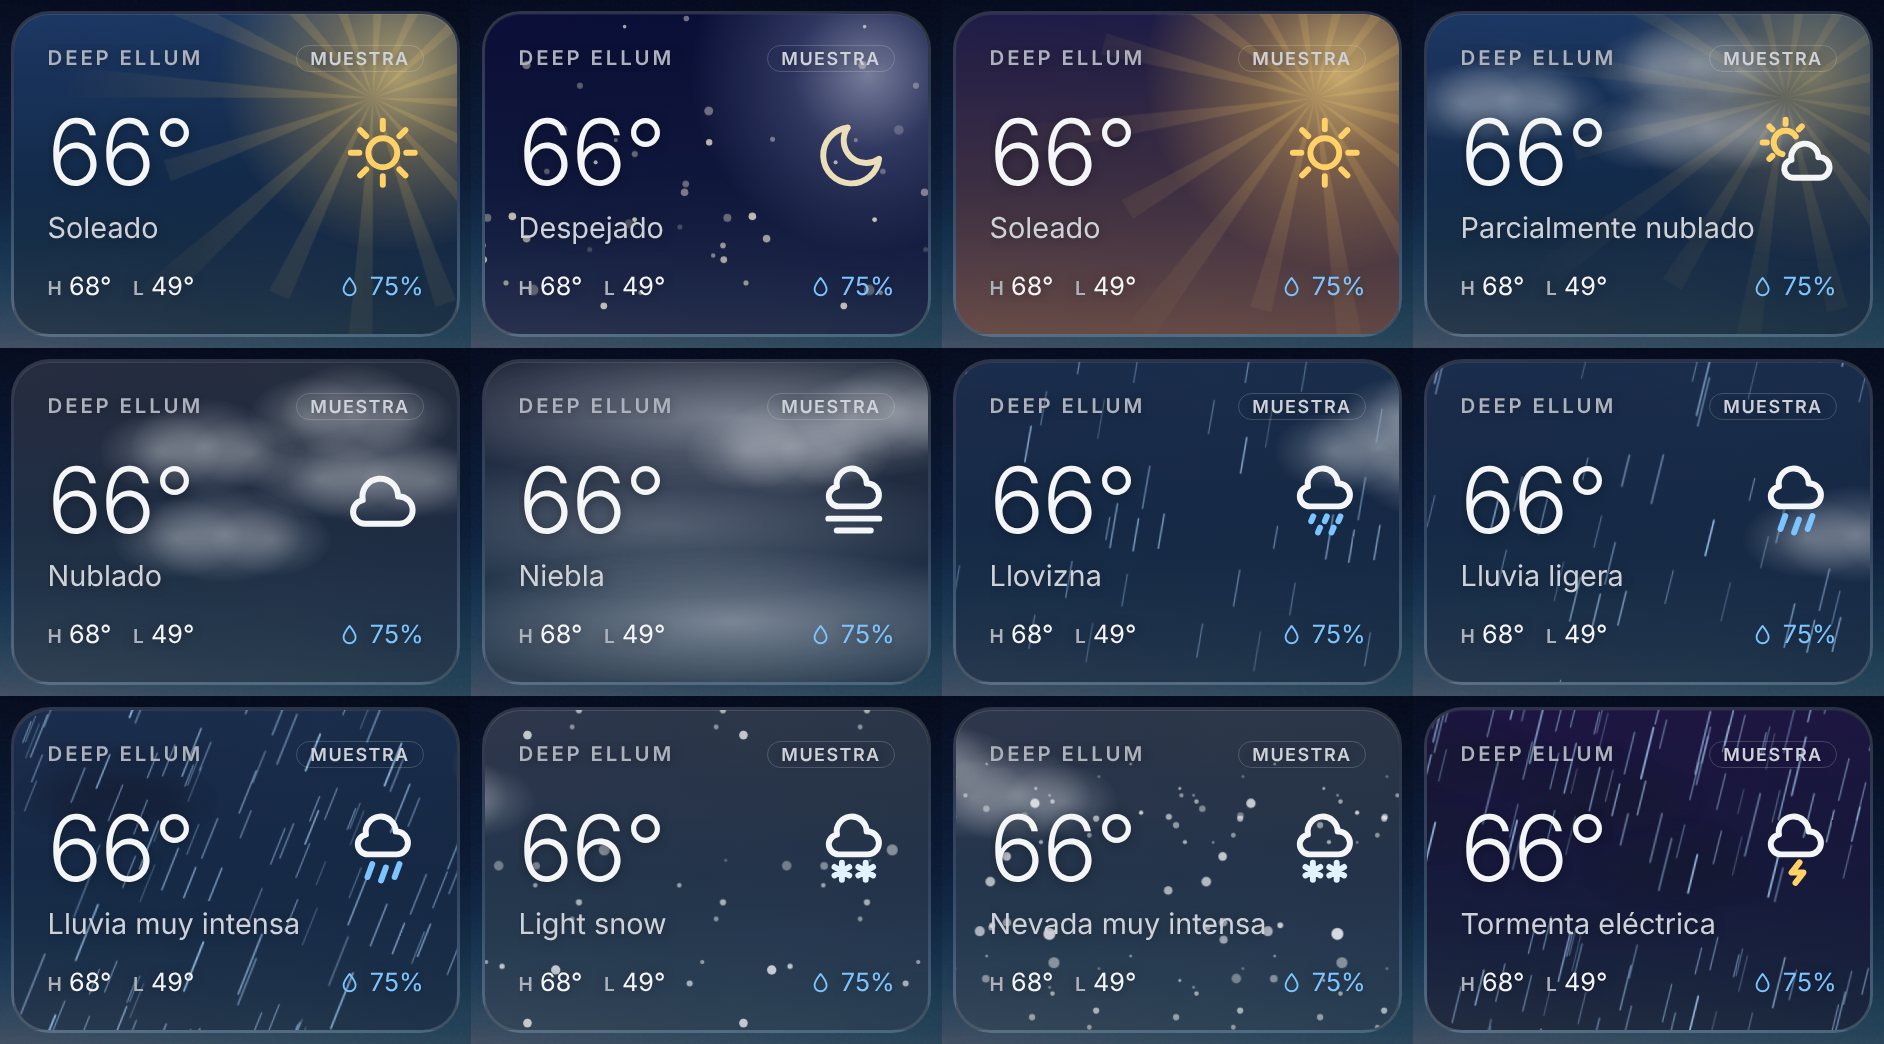 DEEP ELLUM MUESTRA
66°
Soleado
H 68° L 49° 75%
DEEP ELLUM MUESTRA
66°
Despejado
H 68° L 49° 75%
DEEP ELLUM MUESTRA
66°
Soleado
H 68° L 49° 75%
DEEP ELLUM MUESTRA
66°
Parcialmente nublado
H 68° L 49° 75%
DEEP ELLUM MUESTRA
66°
Nublado
H 68° L 49° 75%
DEEP ELLUM MUESTRA
66°
Niebla
H 68° L 49° 75%
DEEP ELLUM MUESTRA
66°
Llovizna
H 68° L 49° 75%
DEEP ELLUM MUESTRA
66°
Lluvia ligera
H 68° L 49° 75%
DEEP ELLUM MUESTRA
66°
Lluvia muy intensa
H 68° L 49° 75%
DEEP ELLUM MUESTRA
66°
Light snow
H 68° L 49° 75%
DEEP ELLUM MUESTRA
66°
Nevada muy intensa
H 68° L 49° 75%
DEEP ELLUM MUESTRA
66°
Tormenta eléctrica
H 68° L 49° 75%